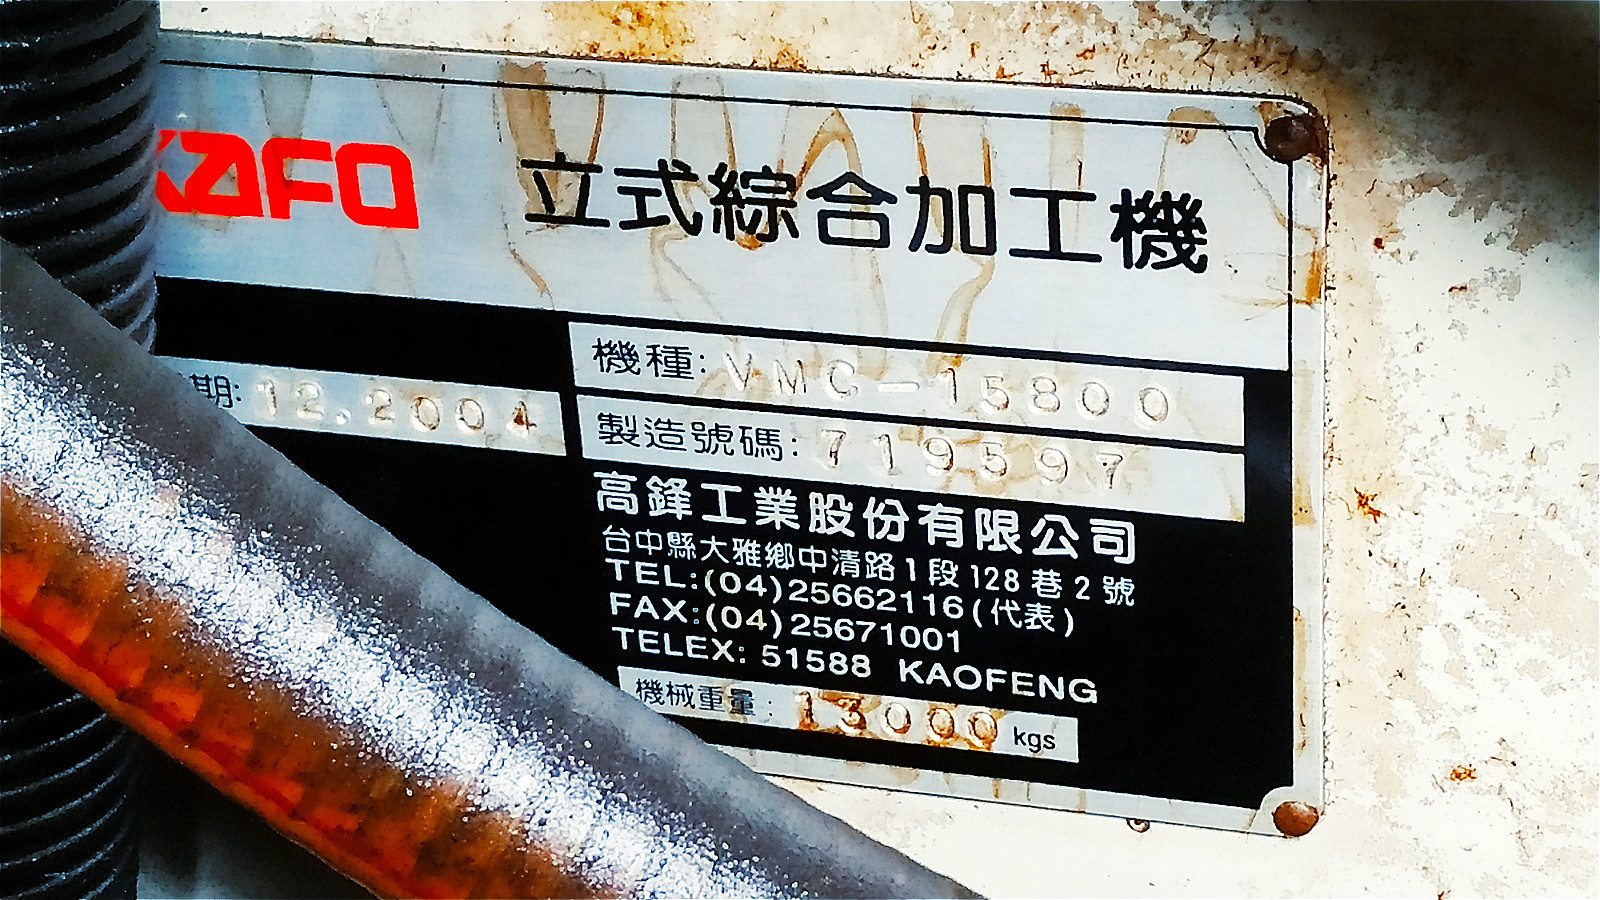 KAFO 立式綜合加工機
機種: VMC-15800
期: 12.2004
製造號碼: 719597
高鋒工業股份有限公司
台中縣大雅鄉中清路1段128巷2號
TEL:(04)25662116(代表)
FAX:(04)25671001
TELEX: 51588 KAOFENG
機械重量: 13000 kgs